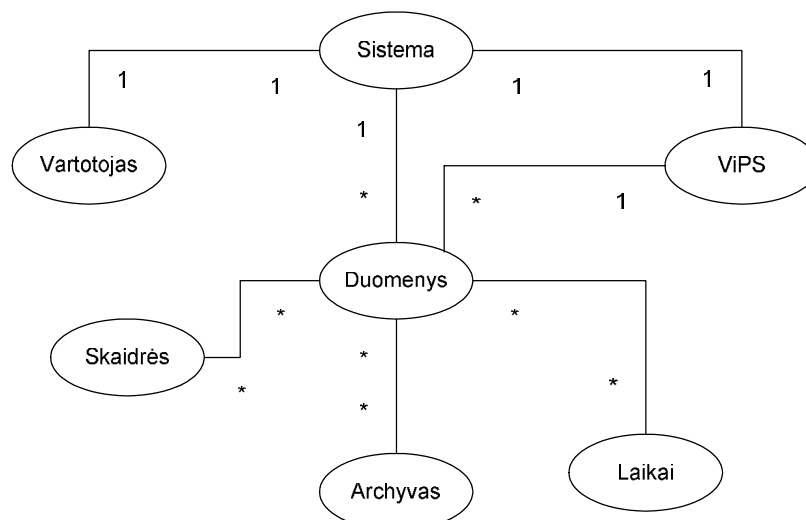 Sistema
1
1
1
1
Vartotojas
1
ViPS
*
*
1
Duomenys
*
*
Skaidrės
*
*
*
*
Laikai
Archyvas